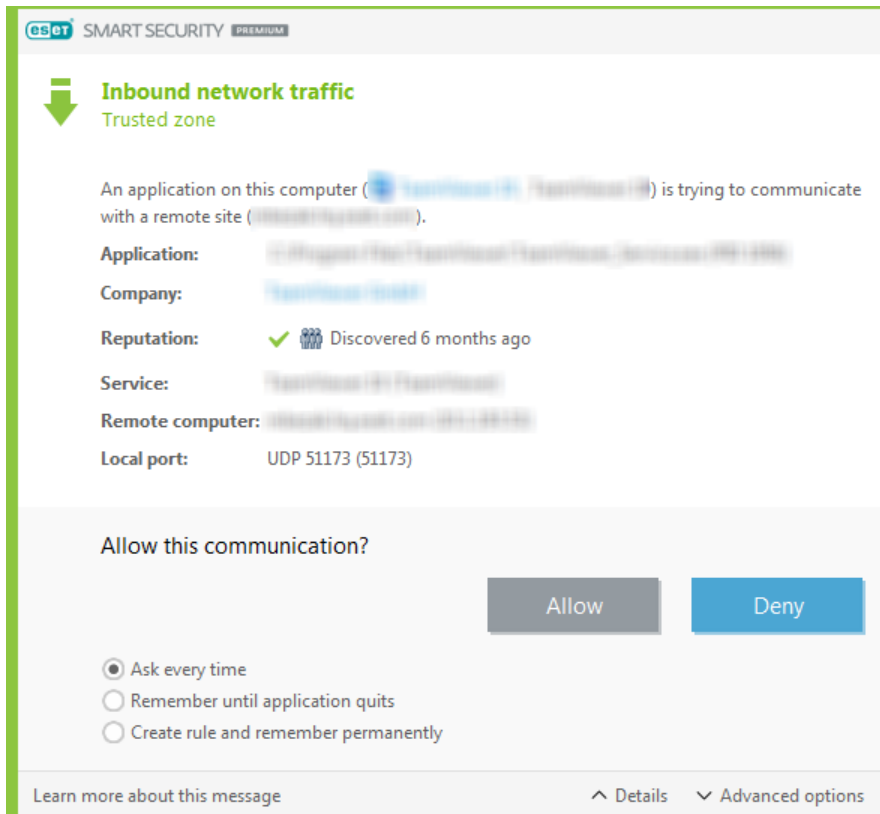 eset SMART SECURITY PREMIUM
Inbound network traffic
Trusted zone
An application on this computer ( ) is trying to communicate
with a remote site ( ).
Application:
Company:
Reputation: Discovered 6 months ago
Service:
Remote computer:
Local port: UDP 51173 (51173)
Allow this communication?
Allow Deny
Ask every time
Remember until application quits
Create rule and remember permanently
Learn more about this message Details Advanced options